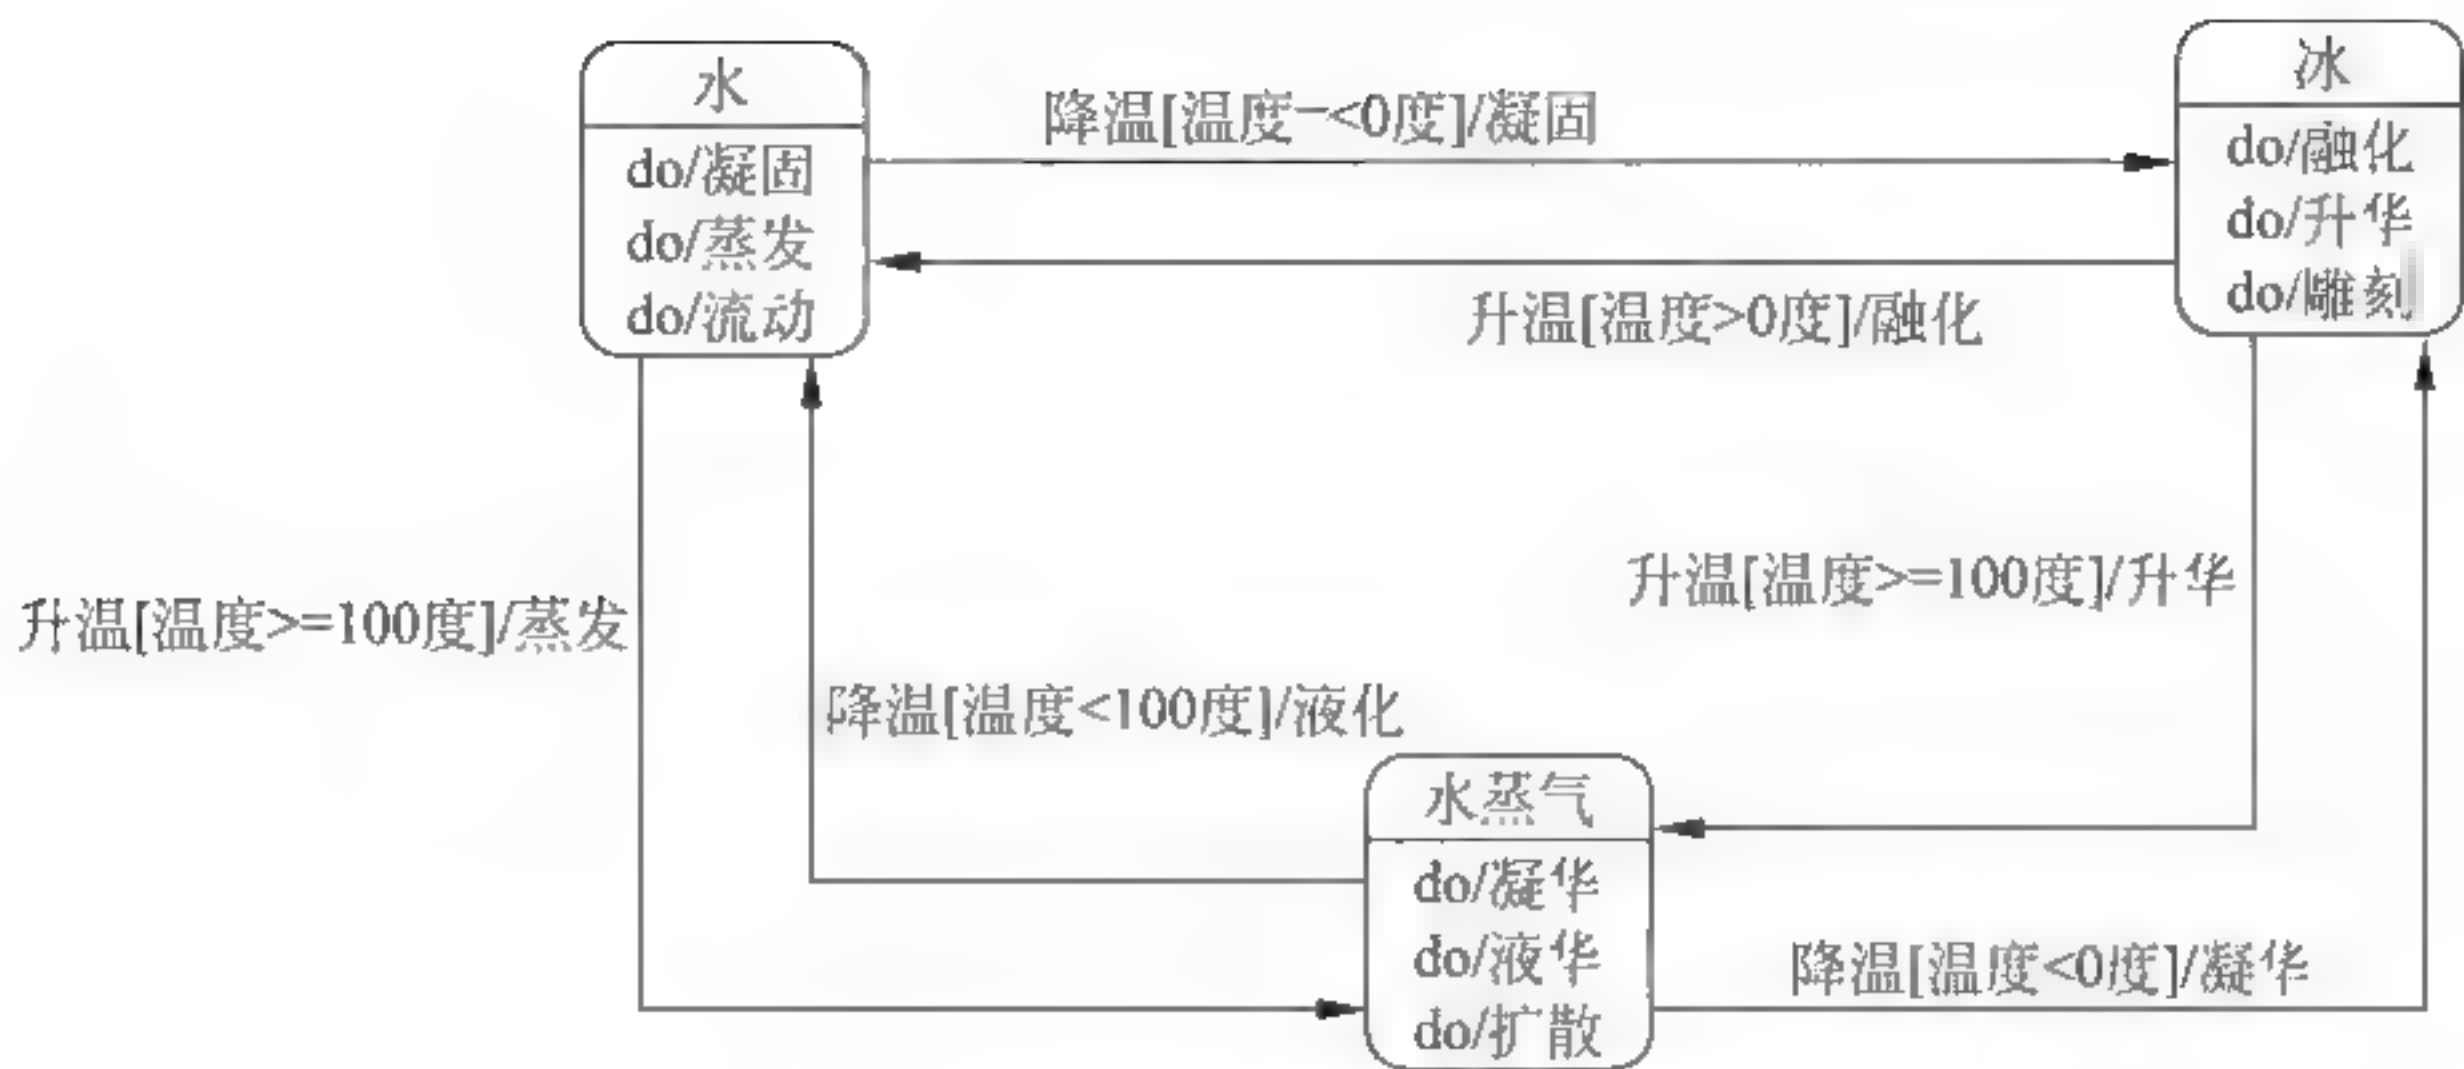 水
do/凝固
do/蒸发
do/流动
降温[温度=<0度]/凝固
冰
do/融化
do/升华
do/雕刻
升温[温度>0度]/融化
升温[温度>=100度]/蒸发
升温[温度>=100度]/升华
降温[温度<100度]/液化
水蒸气
do/凝华
do/液华
do/扩散
降温[温度<0度]/凝华